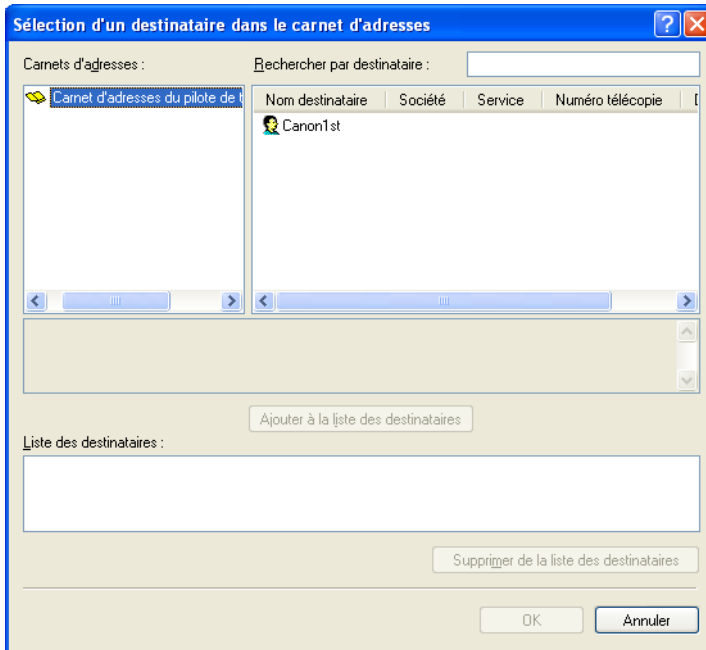 Sélection d'un destinataire dans le carnet d'adresses
Carnets d'adresses :
Rechercher par destinataire :
Carnet d'adresses du pilote de
Nom destinataire Société Service Numéro télécopie
Canon1st
Ajouter à la liste des destinataires
Liste des destinataires :
Supprimer de la liste des destinataires
OK Annuler